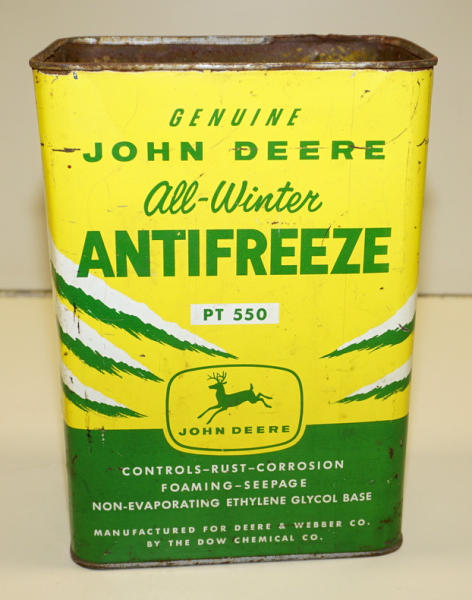 GENUINE
JOHN DEERE
All-Winter
ANTIFREEZE
PT 550
JOHN DEERE
CONTROLS-RUST-CORROSION
FOAMING-SEEPAGE
NON-EVAPORATING ETHYLENE GLYCOL BASE
MANUFACTURED FOR DEERE & WEBBER CO.
BY THE DOW CHEMICAL CO.